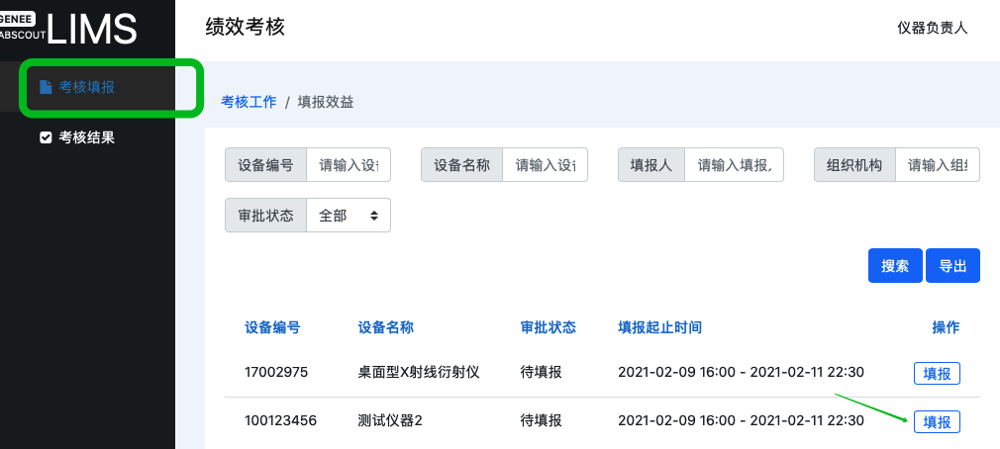 GENEE
ABSCOUT LIMS
绩效考核
仪器负责人
考核填报
考核结果
考核工作 / 填报效益
设备编号 请输入设 设备名称 请输入设 填报人 请输入填报 组织机构 请输入组
审批状态 全部
搜索 导出
设备编号 设备名称 审批状态 填报起止时间 操作
17002975 桌面型X射线衍射仪 待填报 2021-02-09 16:00 - 2021-02-11 22:30 填报
100123456 测试仪器2 待填报 2021-02-09 16:00 - 2021-02-11 22:30 填报